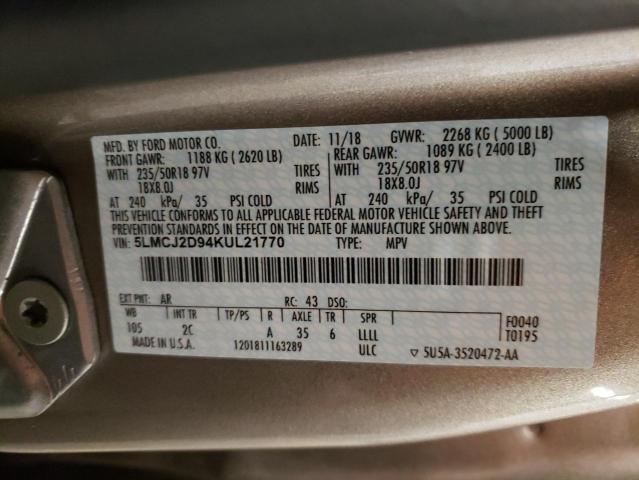 MFD. BY FORD MOTOR CO. DATE: 11/18 GVWR: 2268 KG ( 5000 LB)
FRONT GAWR: 1188 KG ( 2620 LB) REAR GAWR: 1089 KG ( 2400 LB)
WITH 235/50R18 97V TIRES WITH 235/50R18 97V TIRES
18X8.0J RIMS 18X8.0J RIMS
AT 240 kPa/ 35 PSI COLD AT 240 kPa/ 35 PSI COLD
THIS VEHICLE CONFORMS TO ALL APPLICABLE FEDERAL MOTOR VEHICLE SAFETY AND THEFT
PREVENTION STANDARDS IN EFFECT ON THE DATE OF MANUFACTURE SHOWN ABOVE.
VIN: 5LMCJ2D94KUL21770 TYPE: MPV
EXT PNT: AR RC: 43 DSO:
WB INT TR TP/PS R AXLE TR SPR F0040
105 2C A 35 6 LLLL T0195
MADE IN U.S.A. 1201811163289 ULC ▽ 5U5A-3520472-AA